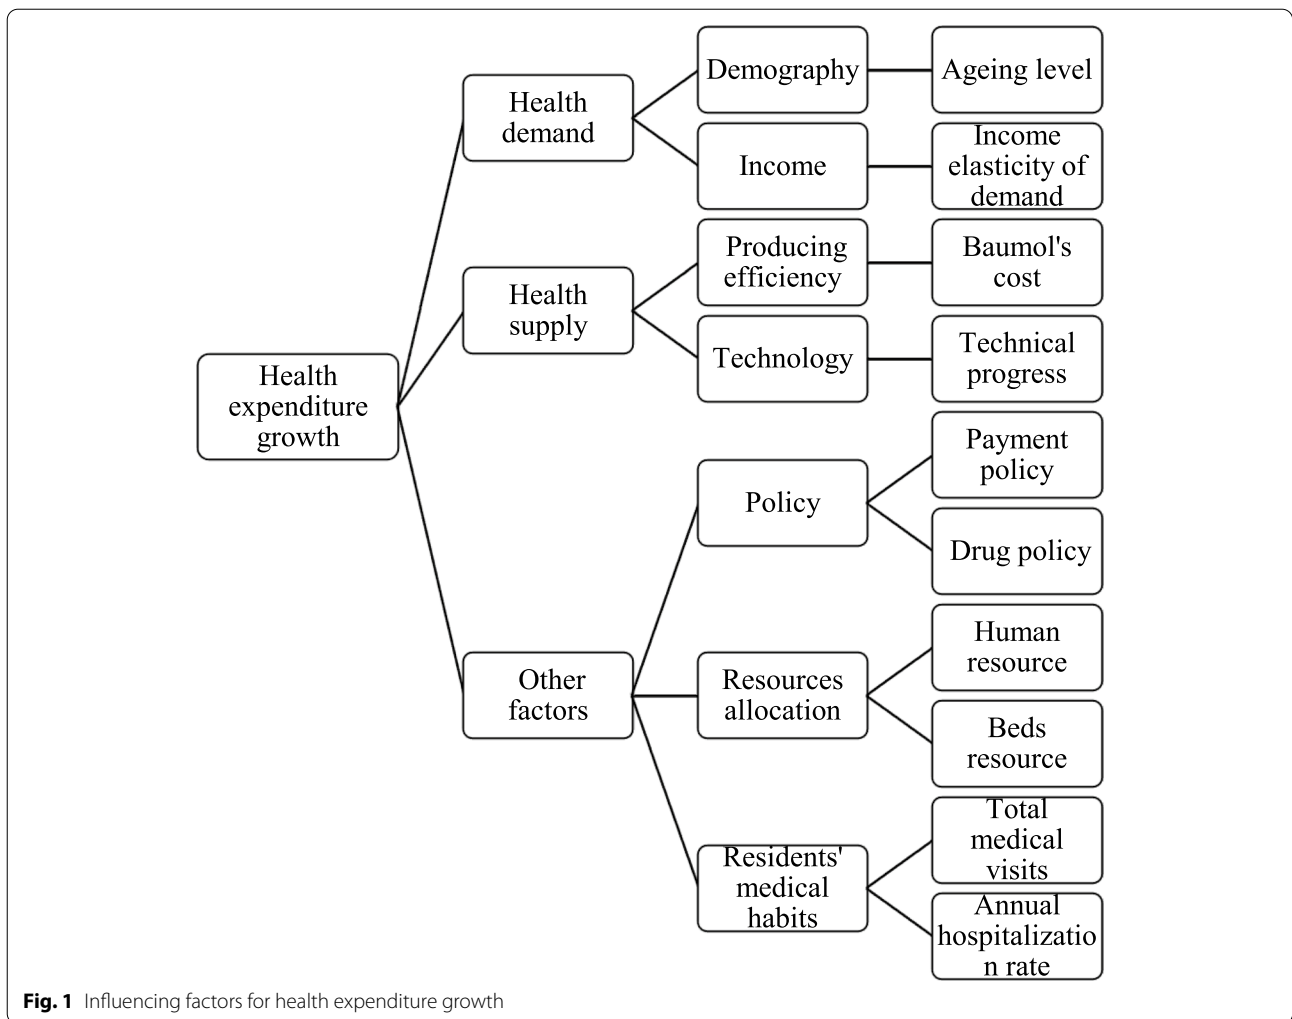 Demography
Ageing level
Health
demand
Income
Income
elasticity of
demand
Producing
efficiency
Baumol's
cost
Health
supply
Technology
Technical
progress
Health
expenditure
growth
Payment
policy
Policy
Drug policy
Human
resource
Other
factors
Resources
allocation
Beds
resource
Total
medical
visits
Residents'
medical
habits
Annual
hospitalizatio
n rate
Fig. 1 Influencing factors for health expenditure growth